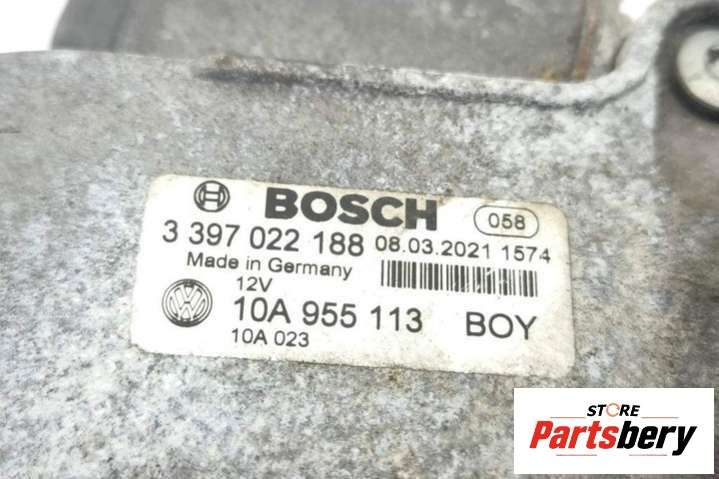 BOSCH 058
3 397 022 188 08.03.2021 1574
Made in Germany
12V
10A 955 113 BOY
10A 023
STORE
Partsbery